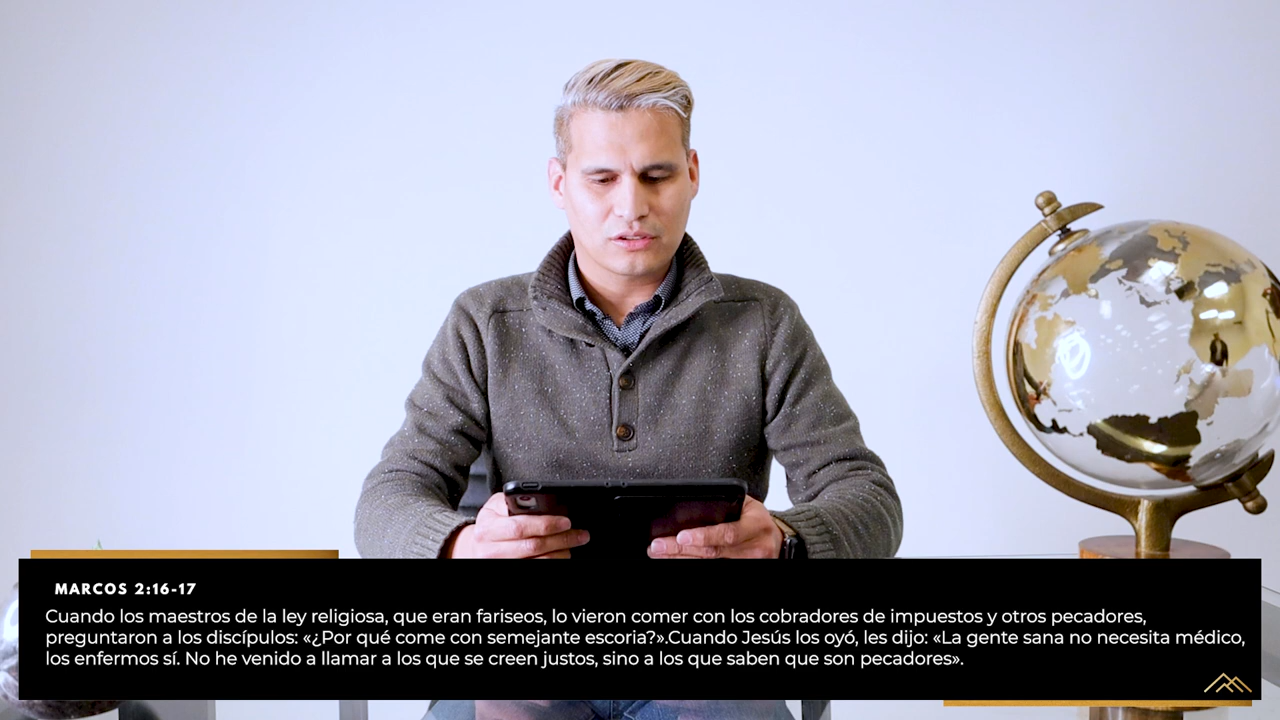 MARCOS 2:16-17
Cuando los maestros de la ley religiosa, que eran fariseos, lo vieron comer con los cobradores de impuestos y otros pecadores,
preguntaron a los discípulos: «¿Por qué come con semejante escoria?».Cuando Jesús los oyó, les dijo: «La gente sana no necesita médico,
los enfermos sí. No he venido a llamar a los que se creen justos, sino a los que saben que son pecadores».